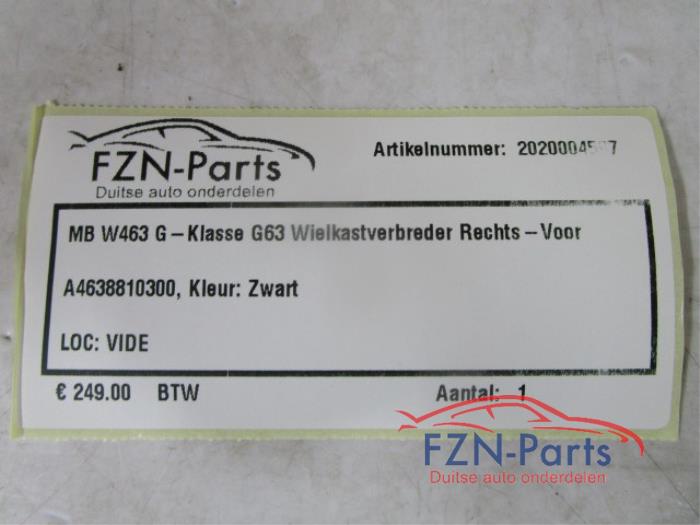 FZN-Parts
Duitse auto onderdelen
Artikelnummer:
MB W463 G-Klasse G63 Wielkastverbreder Rechts-Voor
A4638810300, Kleur: Zwart
LOC: VIDE
€ 249.00 BTW
Aantal: 1
FZN-Parts
Duitse auto onderdelen